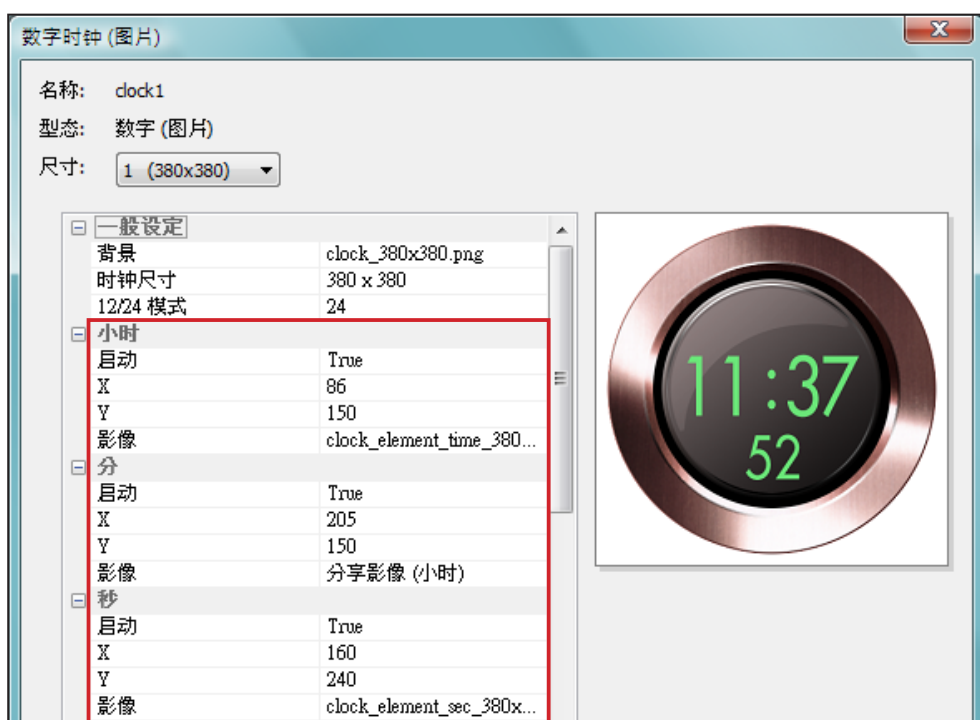 数字时钟 (图片)
名称: clock1
型态: 数字 (图片)
尺寸: 1 (380x380)
一般设定
背景 clock_380x380.png
时钟尺寸 380 x 380
12/24 模式 24
小时
启动 True
X 86
Y 150
影像 clock_element_time_380...
分
启动 True
X 205
Y 150
影像 分享影像 (小时)
秒
启动 True
X 160
Y 240
影像 clock_element_sec_380x...
11:37
52